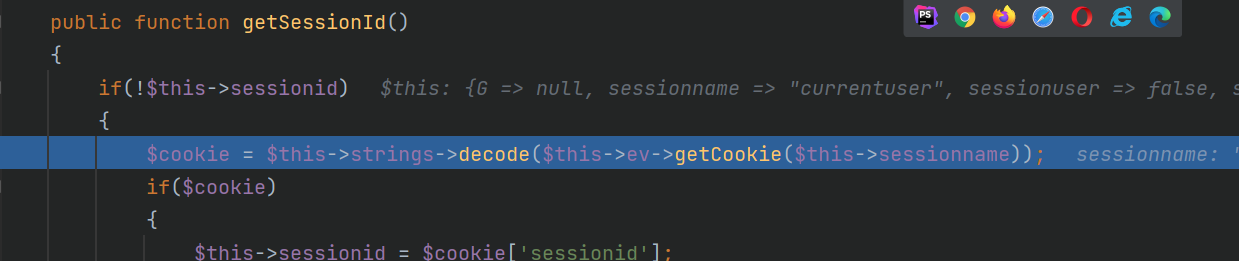 public function getSessionId()
{
if(!$this->sessionid) $this: {G => null, sessionname => "currentuser", sessionuser => false, s
{
$cookie = $this->strings->decode($this->ev->getCookie($this->sessionname)); sessionname: "
if($cookie)
{
$this->sessionid = $cookie['sessionid'];